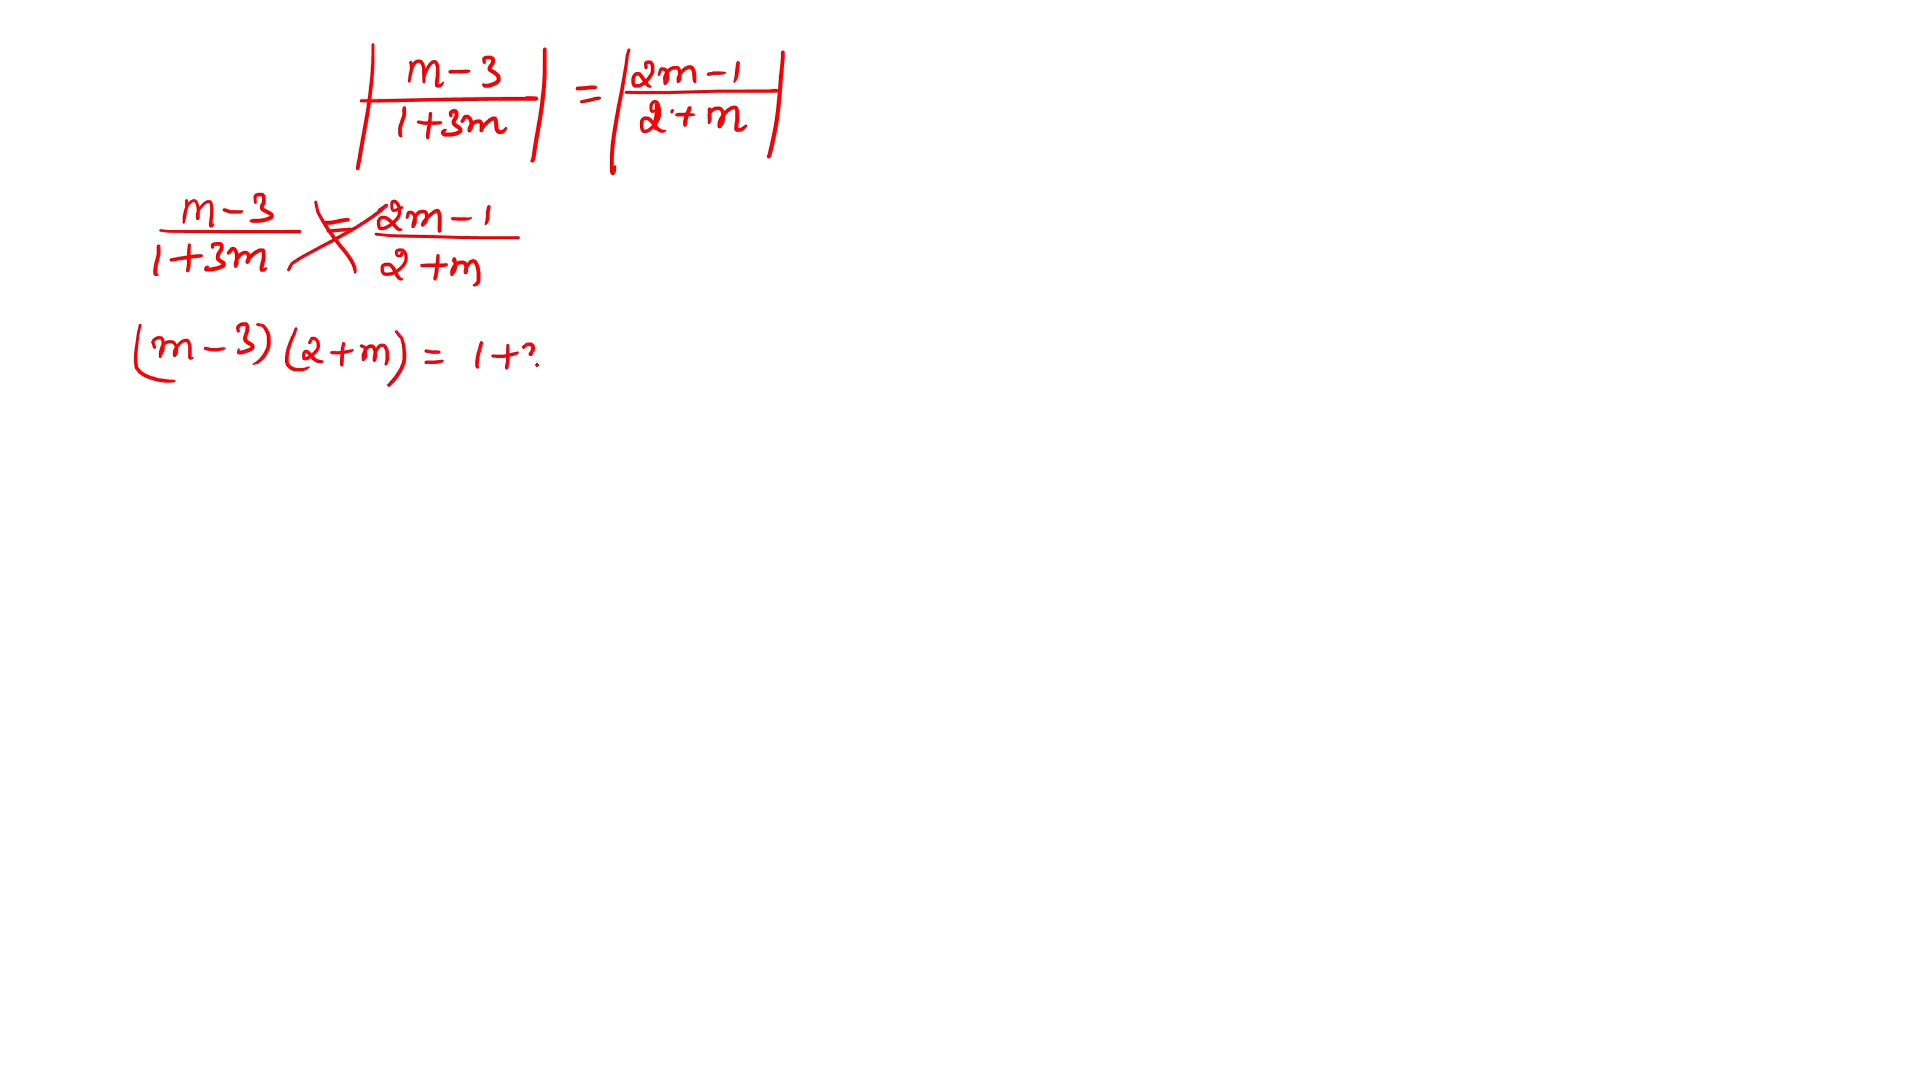 |m-3/1+3m| = |2m-1/2+m|
m-3/1+3m = 2m-1/2+m
(m-3)(2+m) = 1+